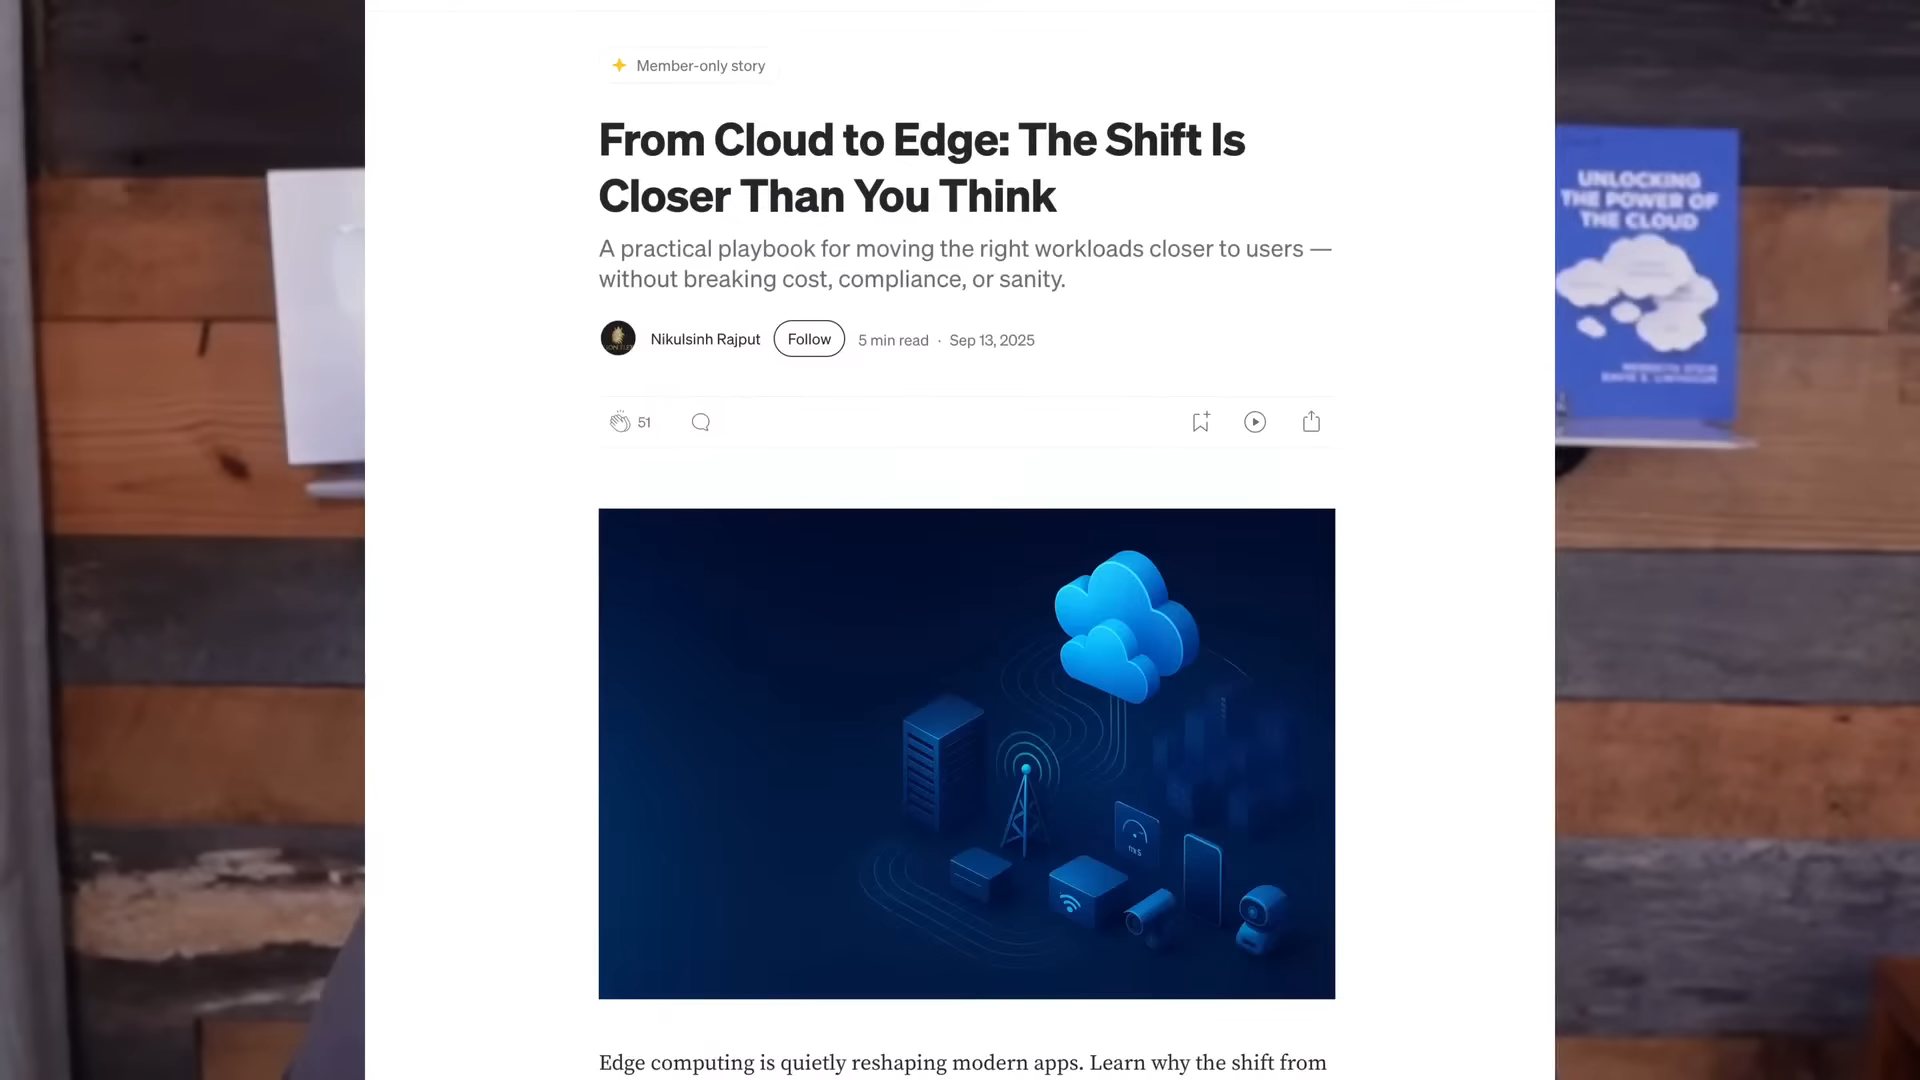 Member-only story
From Cloud to Edge: The Shift Is
Closer Than You Think
A practical playbook for moving the right workloads closer to users —
without breaking cost, compliance, or sanity.
Nikulsinh Rajput
Follow
5 min read · Sep 13, 2025
51
UNLOCKING
THE POWER OF
THE CLOUD
ms
Edge computing is quietly reshaping modern apps. Learn why the shift from